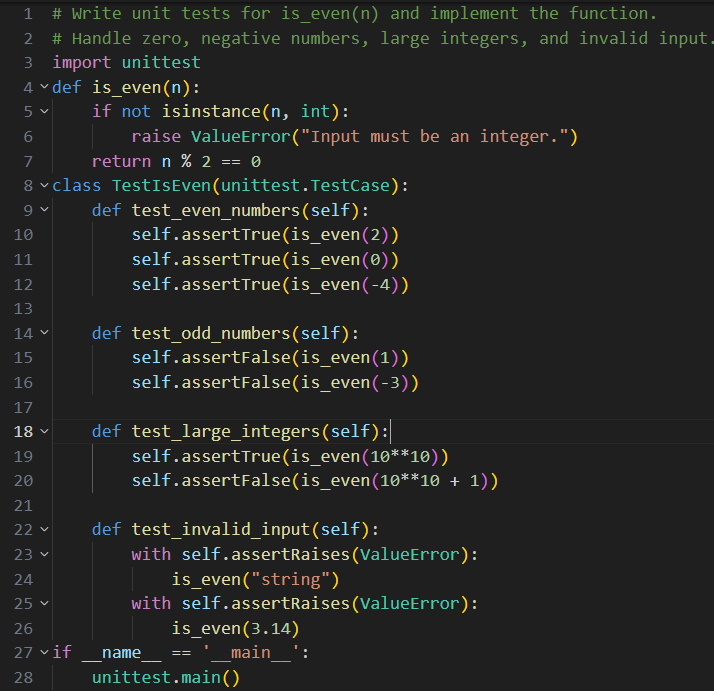 1 # Write unit tests for is_even(n) and implement the function.
2 # Handle zero, negative numbers, large integers, and invalid input.
3 import unittest
4 def is_even(n):
5     if not isinstance(n, int):
6         raise ValueError("Input must be an integer.")
7     return n % 2 == 0
8 class TestIsEven(unittest.TestCase):
9     def test_even_numbers(self):
10         self.assertTrue(is_even(2))
11         self.assertTrue(is_even(0))
12         self.assertTrue(is_even(-4))
13
14     def test_odd_numbers(self):
15         self.assertFalse(is_even(1))
16         self.assertFalse(is_even(-3))
17
18     def test_large_integers(self):
19         self.assertTrue(is_even(10**10))
20         self.assertFalse(is_even(10**10 + 1))
21
22     def test_invalid_input(self):
23         with self.assertRaises(ValueError):
24             is_even("string")
25         with self.assertRaises(ValueError):
26             is_even(3.14)
27 if __name__ == '__main__':
28     unittest.main()